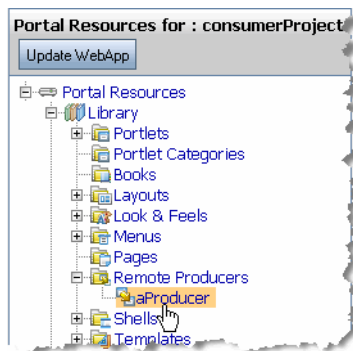 Portal Resources for : consumerProject
Update WebApp
Portal Resources
Library
Portlets
Portlet Categories
Books
Layouts
Look & Feels
Menus
Pages
Remote Producers
aProducer
Shells
Templates